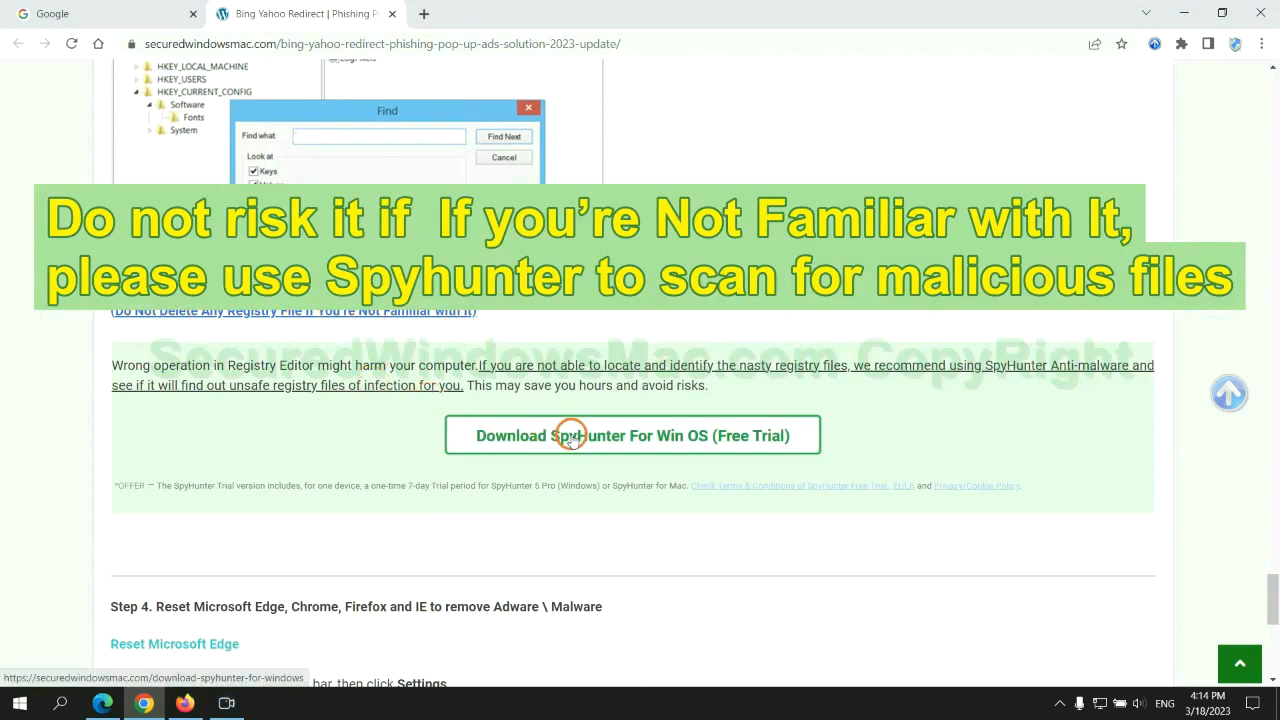 Google
Bing Yahoo Redirect | Phishing P
securedwindowsmac.com/bing-yahoo-redirect-phishing-pop-up-ads-solution-2023-update/
HKEY_LOCAL_MACHINE
HKEY_USERS
HKEY_CURRENT_CONFIG
Software
Fonts
System
Find
Find what:
Find Next
Look at
Cancel
Keys
Do not risk it if If you’re Not Familiar with It,
please use Spyhunter to scan for malicious files
(Do Not Delete Any Registry File If You're Not Familiar with It)
SecuredWindowsMac.com CopyRight
Wrong operation in Registry Editor might harm your computer.If you are not able to locate and identify the nasty registry files, we recommend using SpyHunter Anti-malware and
see if it will find out unsafe registry files of infection for you. This may save you hours and avoid risks.
Download SpyHunter For Win OS (Free Trial)
*OFFER — The SpyHunter Trial version includes, for one device, a one-time 7-day Trial period for SpyHunter 5 Pro (Windows) or SpyHunter for Mac. Check Terms & Conditions of SpyHunter Free Trial , EULA and Privacy/Cookie Policy.
Step 4. Reset Microsoft Edge, Chrome, Firefox and IE to remove Adware \ Malware
Reset Microsoft Edge
https://securedwindowsmac.com/download-spyhunter-for-windows
bar, then click Settings
ENG
4:14 PM
3/18/2023